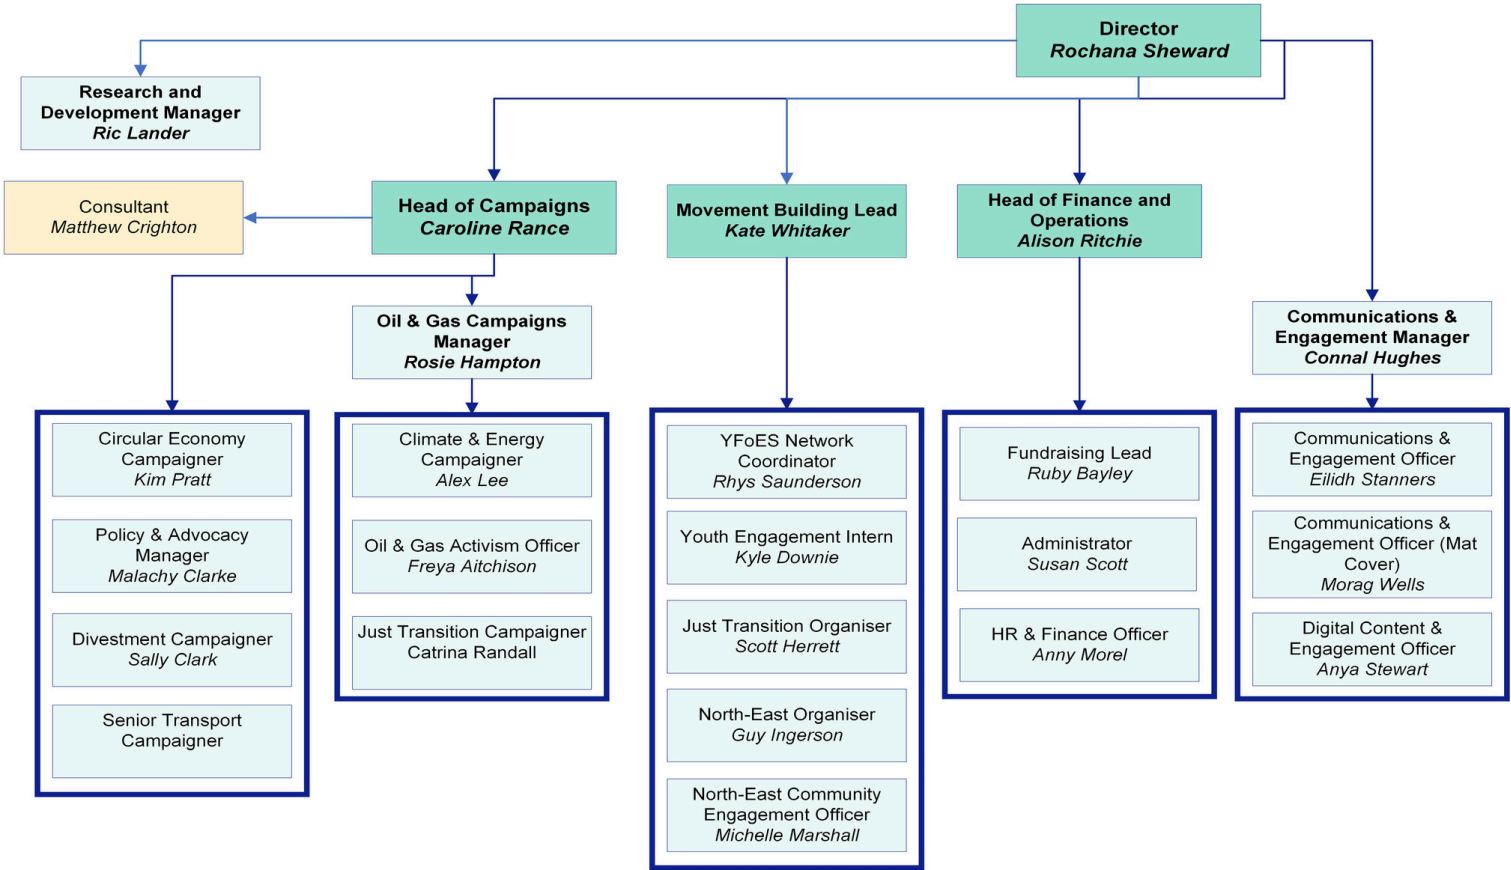 Director
Rochana Sheward
Research and
Development Manager
Ric Lander
Consultant
Matthew Crighton
Head of Campaigns
Caroline Rance
Movement Building Lead
Kate Whitaker
Head of Finance and
Operations
Alison Ritchie
Oil & Gas Campaigns
Manager
Rosie Hampton
Communications &
Engagement Manager
Connal Hughes
Circular Economy
Campaigner
Kim Pratt
Policy & Advocacy
Manager
Malachy Clarke
Divestment Campaigner
Sally Clark
Senior Transport
Campaigner
Climate & Energy
Campaigner
Alex Lee
Oil & Gas Activism Officer
Freya Aitchison
Just Transition Campaigner
Catrina Randall
YFoES Network
Coordinator
Rhys Saunderson
Youth Engagement Intern
Kyle Downie
Just Transition Organiser
Scott Herrett
North-East Organiser
Guy Ingerson
North-East Community
Engagement Officer
Michelle Marshall
Fundraising Lead
Ruby Bayley
Administrator
Susan Scott
HR & Finance Officer
Anny Morel
Communications &
Engagement Officer
Eilidh Stanners
Communications &
Engagement Officer (Mat
Cover)
Morag Wells
Digital Content &
Engagement Officer
Anya Stewart